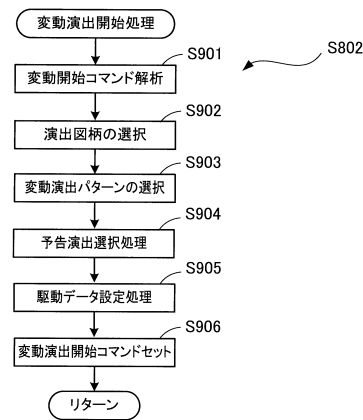 変動演出開始処理
S802
S901
変動開始コマンド解析
S902
演出図柄の選択
S903
変動演出パターンの選択
S904
予告演出選択処理
S905
駆動データ設定処理
S906
変動演出開始コマンドセット
リターン